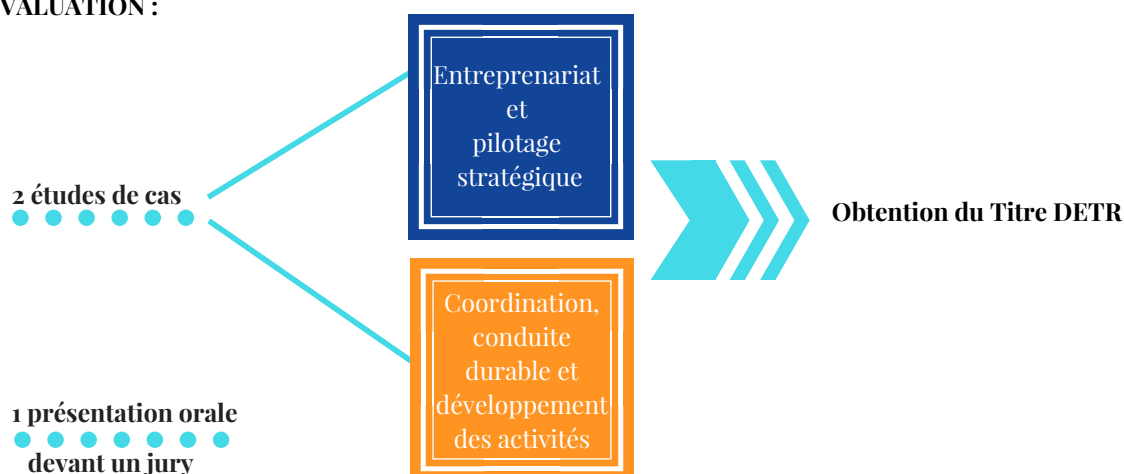 VALUATION :
2 études de cas
Entreprenariat
et
pilotage
stratégique
Obtention du Titre DETR
Coordination,
conduite
durable et
développement
des activités
1 présentation orale
devant un jury